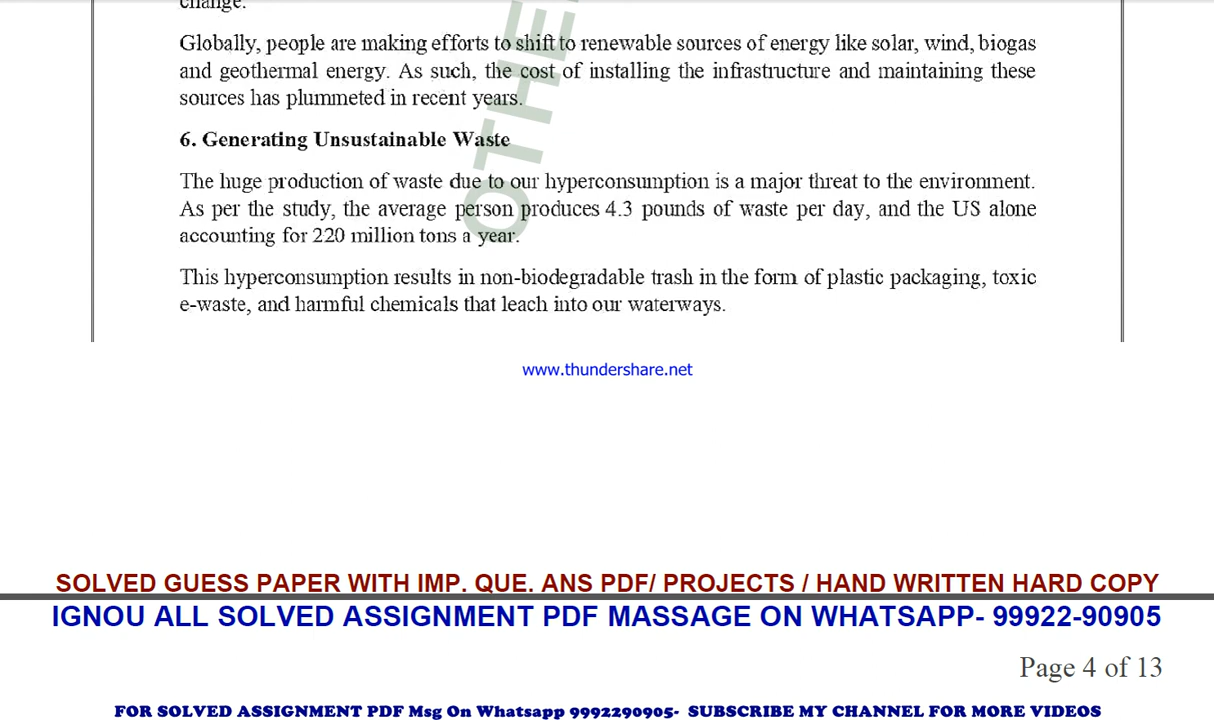 change.
Globally, people are making efforts to shift to renewable sources of energy like solar, wind, biogas
and geothermal energy. As such, the cost of installing the infrastructure and maintaining these
sources has plummeted in recent years.
6. Generating Unsustainable Waste
The huge production of waste due to our hyperconsumption is a major threat to the environment.
As per the study, the average person produces 4.3 pounds of waste per day, and the US alone
accounting for 220 million tons a year.
This hyperconsumption results in non-biodegradable trash in the form of plastic packaging, toxic
e-waste, and harmful chemicals that leach into our waterways.
OTHE
www.thundershare.net
SOLVED GUESS PAPER WITH IMP. QUE. ANS PDF/ PROJECTS / HAND WRITTEN HARD COPY
IGNOU ALL SOLVED ASSIGNMENT PDF MASSAGE ON WHATSAPP- 99922-90905
Page 4 of 13
FOR SOLVED ASSIGNMENT PDF Msg On Whatsapp 9992290905- SUBSCRIBE MY CHANNEL FOR MORE VIDEOS